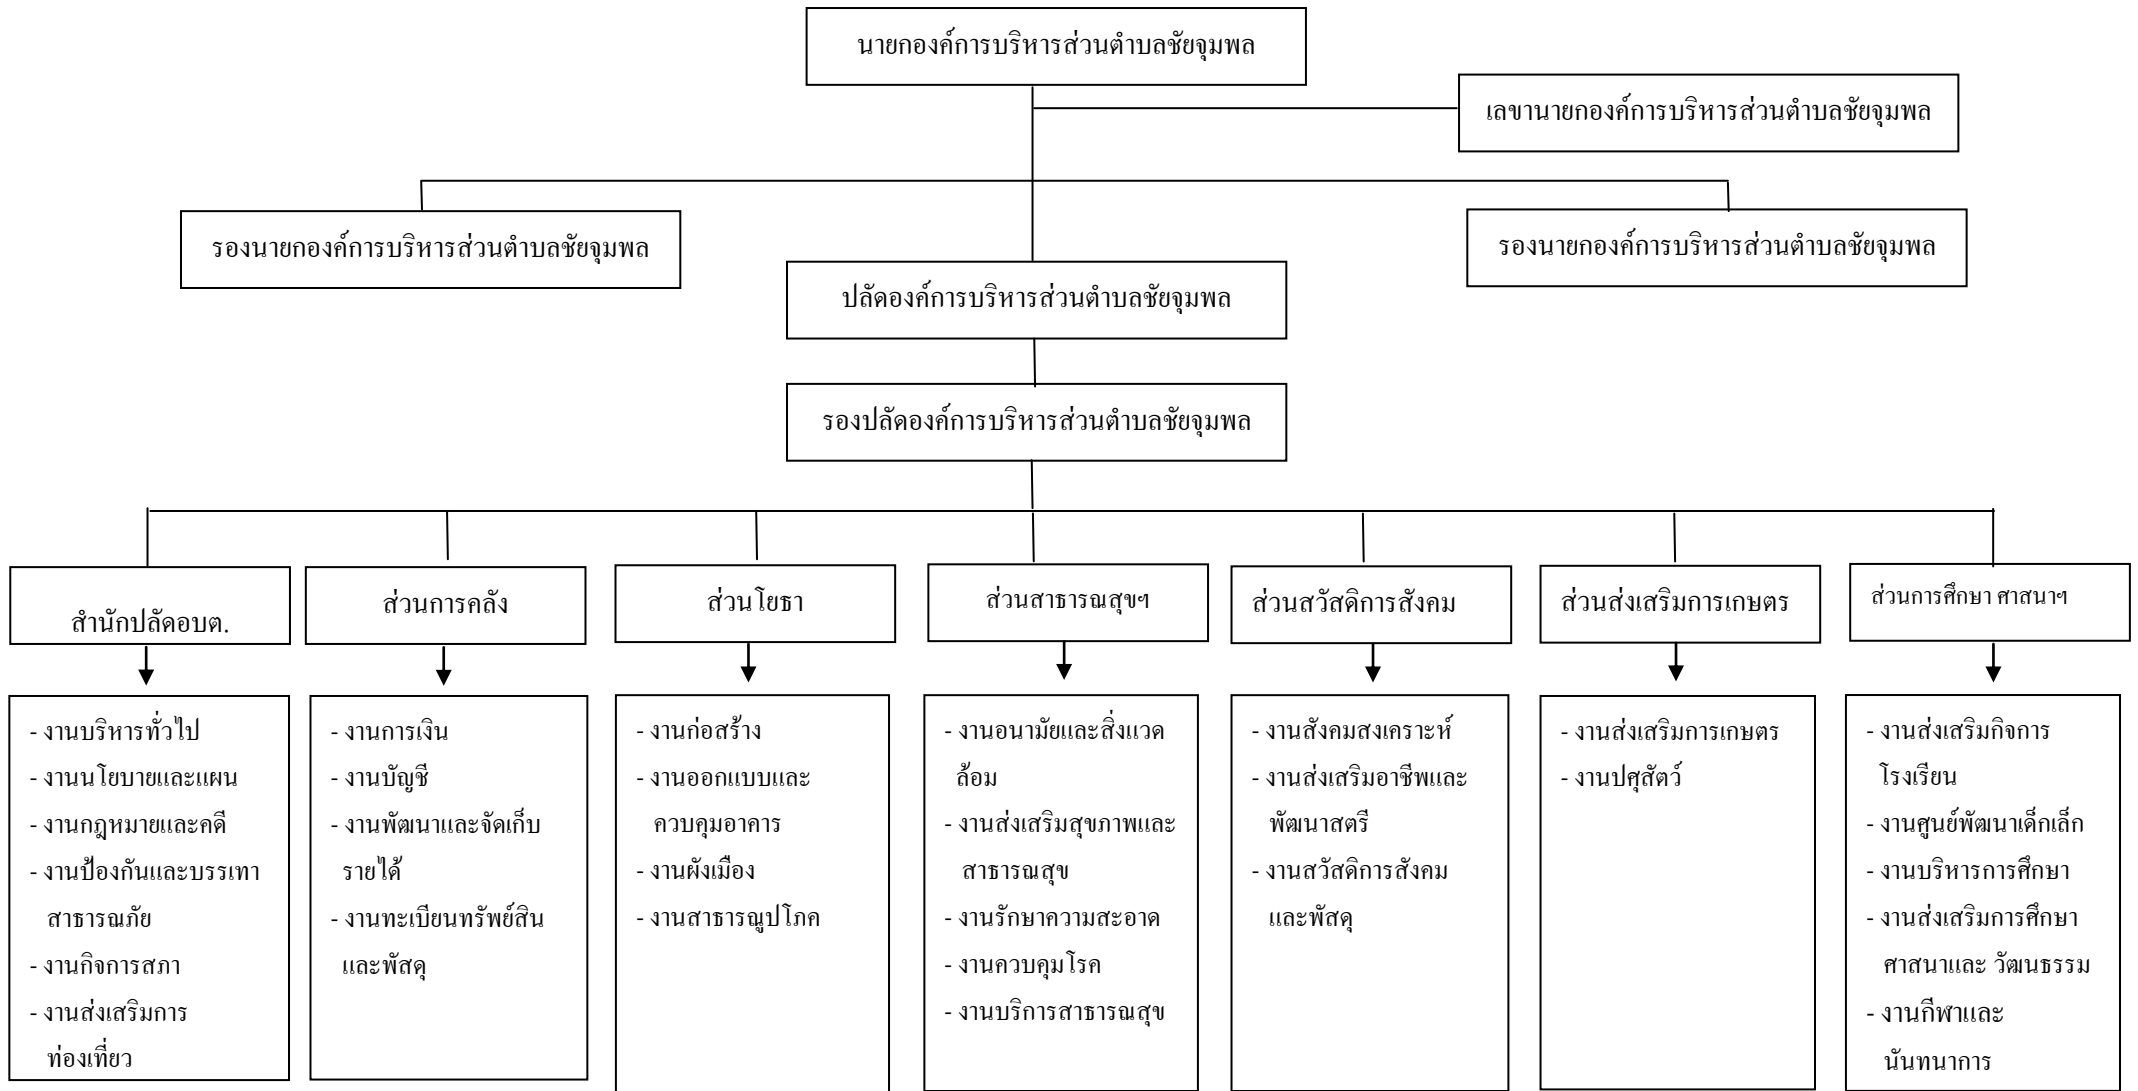 นายกองค์การบริหารส่วนตำบลชัยจุมพล
เลขานายกองค์การบริหารส่วนตำบลชัยจุมพล
รองนายกองค์การบริหารส่วนตำบลชัยจุมพล
รองนายกองค์การบริหารส่วนตำบลชัยจุมพล
ปลัดองค์การบริหารส่วนตำบลชัยจุมพล
รองปลัดองค์การบริหารส่วนตำบลชัยจุมพล
สำนักปลัดอบต.
ส่วนการคลัง
ส่วนโยธา
ส่วนสาธารณสุขฯ
ส่วนสวัสดิการสังคม
ส่วนส่งเสริมการเกษตร
ส่วนการศึกษา ศาสนาฯ
- งานบริหารทั่วไป
- งานนโยบายและแผน
- งานกฎหมายและคดี
- งานป้องกันและบรรเทา
สาธารณภัย
- งานกิจการสภา
- งานส่งเสริมการ
ท่องเที่ยว
- งานการเงิน
- งานบัญชี
- งานพัฒนาและจัดเก็บ
รายได้
- งานทะเบียนทรัพย์สิน
และพัสดุ
- งานก่อสร้าง
- งานออกแบบและ
ควบคุมอาคาร
- งานผังเมือง
- งานสาธารณูปโภค
- งานอนามัยและสิ่งแวด
ล้อม
- งานส่งเสริมสุขภาพและ
สาธารณสุข
- งานรักษาความสะอาด
- งานควบคุมโรค
- งานบริการสาธารณสุข
- งานสังคมสงเคราะห์
- งานส่งเสริมอาชีพและ
พัฒนาสตรี
- งานสวัสดิการสังคม
และพัสดุ
- งานส่งเสริมการเกษตร
- งานปศุสัตว์
- งานส่งเสริมกิจการ
โรงเรียน
- งานศูนย์พัฒนาเด็กเล็ก
- งานบริหารการศึกษา
- งานส่งเสริมการศึกษา
ศาสนาและ วัฒนธรรม
- งานกีฬาและ
นันทนาการ